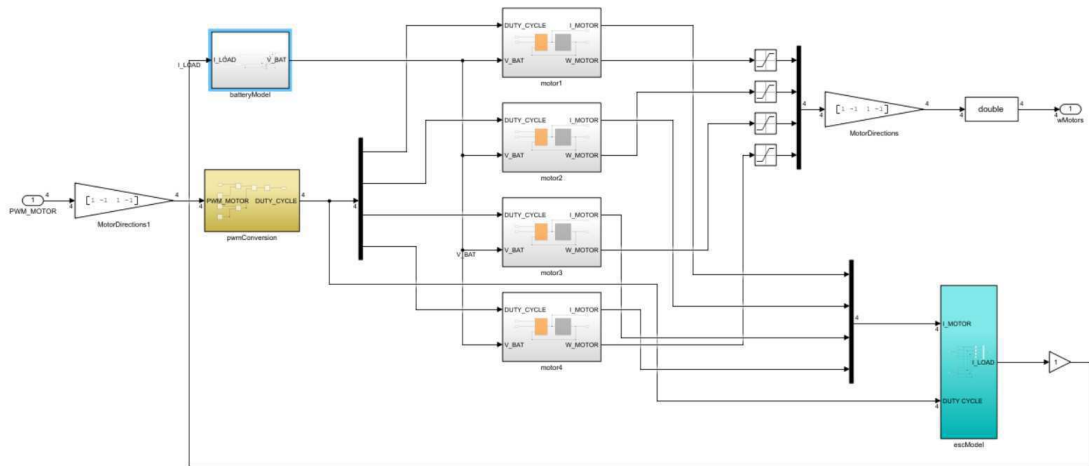 DUTY_CYCLE
I_MOTOR
V_BAT
W_MOTOR
motor1
I_LOAD
I_LOAD
V_BAT
batteryModel
DUTY_CYCLE
I_MOTOR
V_BAT
W_MOTOR
motor2
4
4
[1 -1 1 -1]
4
MotorDirections
4
double
4
1
wMotors
1
PWM_MOTOR
4
4
[1 -1 1 -1]
MotorDirections1
4
4
PWM_MOTOR
DUTY_CYCLE
pwmConversion
4
4
DUTY_CYCLE
I_MOTOR
V_BAT
V_BAT
W_MOTOR
motor3
DUTY_CYCLE
I_MOTOR
V_BAT
W_MOTOR
motor4
4
4
I_MOTOR
I_LOAD
4
DUTY CYCLE
escModel
1